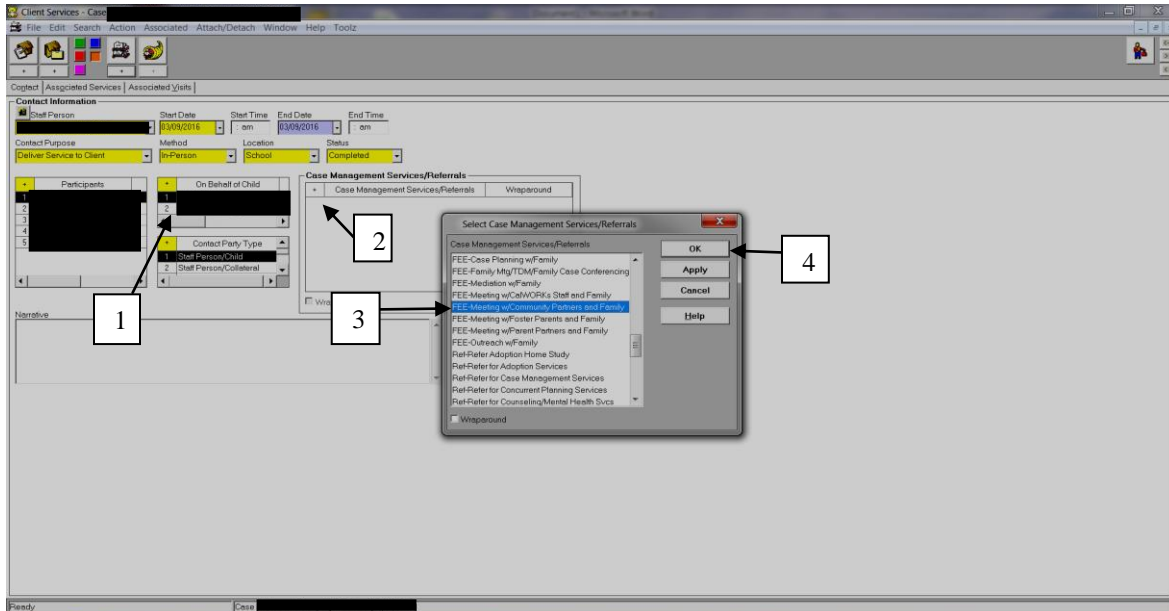 Client Services - Case
File Edit Search Action Associated Attach/Detach Window Help Toolz
Contact Associated Services Associated Visits
Contact Information
Staff Person Start Date Start Time End Date End Time
03/09/2016 : am 03/09/2016 : am
Contact Purpose Method Location Status
Deliver Service to Client In-Person School Completed
+ Participants
1
2
3
4
5
+ On Behalf of Child
1
2
+ Contact Party Type
1 Staff Person/Child
2 Staff Person/Collateral
Case Management Services/Referrals
+ Case Management Services/Referrals Wraparound
Wra
Narrative
Select Case Management Services/Referrals
Case Management Services/Referrals
FEE-Case Planning w/Family
FEE-Family Mtg/TDM/Family Case Conferencing
FEE-Mediation w/Family
FEE-Meeting w/CalWORKs Staff and Family
FEE-Meeting w/Community Partners and Family
FEE-Meeting w/Foster Parents and Family
FEE-Meeting w/Parent Partners and Family
FEE-Outreach w/Family
Ref-Refer Adoption Home Study
Ref-Refer for Adoption Services
Ref-Refer for Case Management Services
Ref-Refer for Concurrent Planning Services
Ref-Refer for Counseling/Mental Health Svcs
Wraparound
OK
Apply
Cancel
Help
1
2
3
4
Ready Case